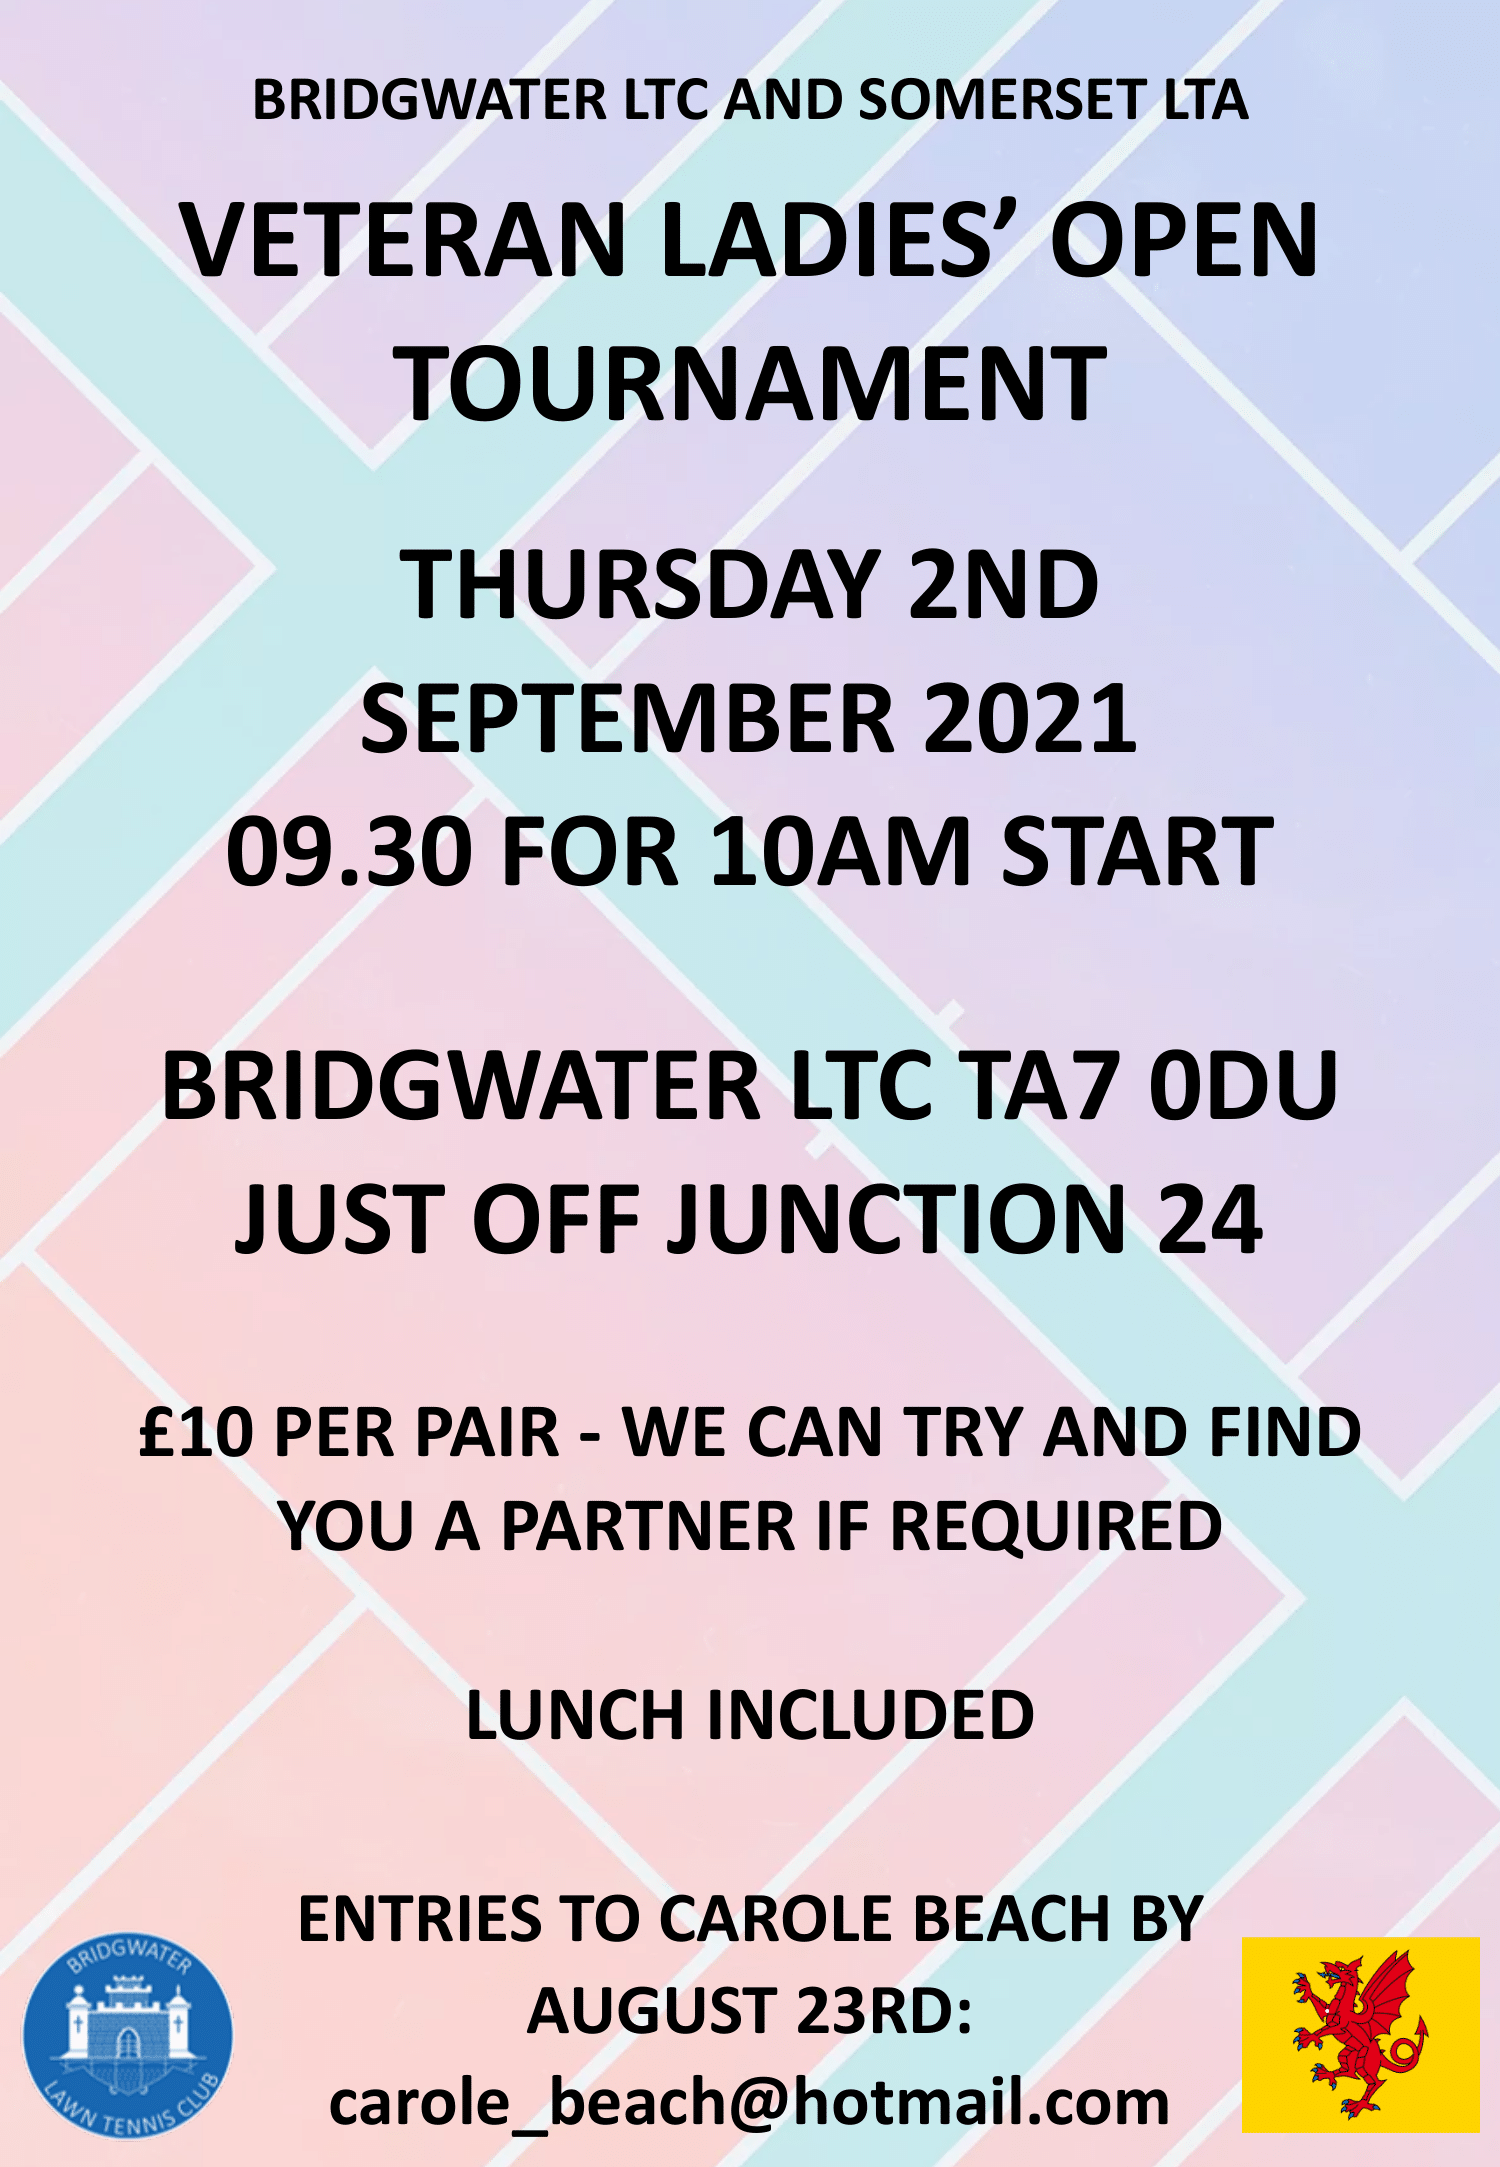 BRIDGWATER LTC AND SOMERSET LTA
VETERAN LADIES’ OPEN
TOURNAMENT
THURSDAY 2ND
SEPTEMBER 2021
09.30 FOR 10AM START
BRIDGWATER LTC TA7 0DU
JUST OFF JUNCTION 24
£10 PER PAIR - WE CAN TRY AND FIND
YOU A PARTNER IF REQUIRED
LUNCH INCLUDED
ENTRIES TO CAROLE BEACH BY
AUGUST 23RD:
carole_beach@hotmail.com
BRIDGWATER
LAWN TENNIS CLUB